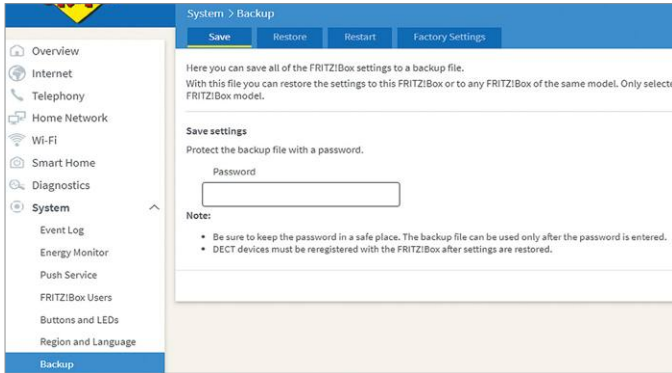 System > Backup
Save
Restore
Restart
Factory Settings
Overview
Internet
Telephony
Home Network
Wi-Fi
Smart Home
Diagnostics
System
Event Log
Energy Monitor
Push Service
FRITZ!Box Users
Buttons and LEDs
Region and Language
Backup
Here you can save all of the FRITZ!Box settings to a backup file.
With this file you can restore the settings to this FRITZ!Box or to any FRITZ!Box of the same model. Only
FRITZ!Box model.
Save settings
Protect the backup file with a password.
Password
Note:
• Be sure to keep the password in a safe place. The backup file can be used only after the password is entered.
• DECT devices must be reregistered with the FRITZ!Box after settings are restored.